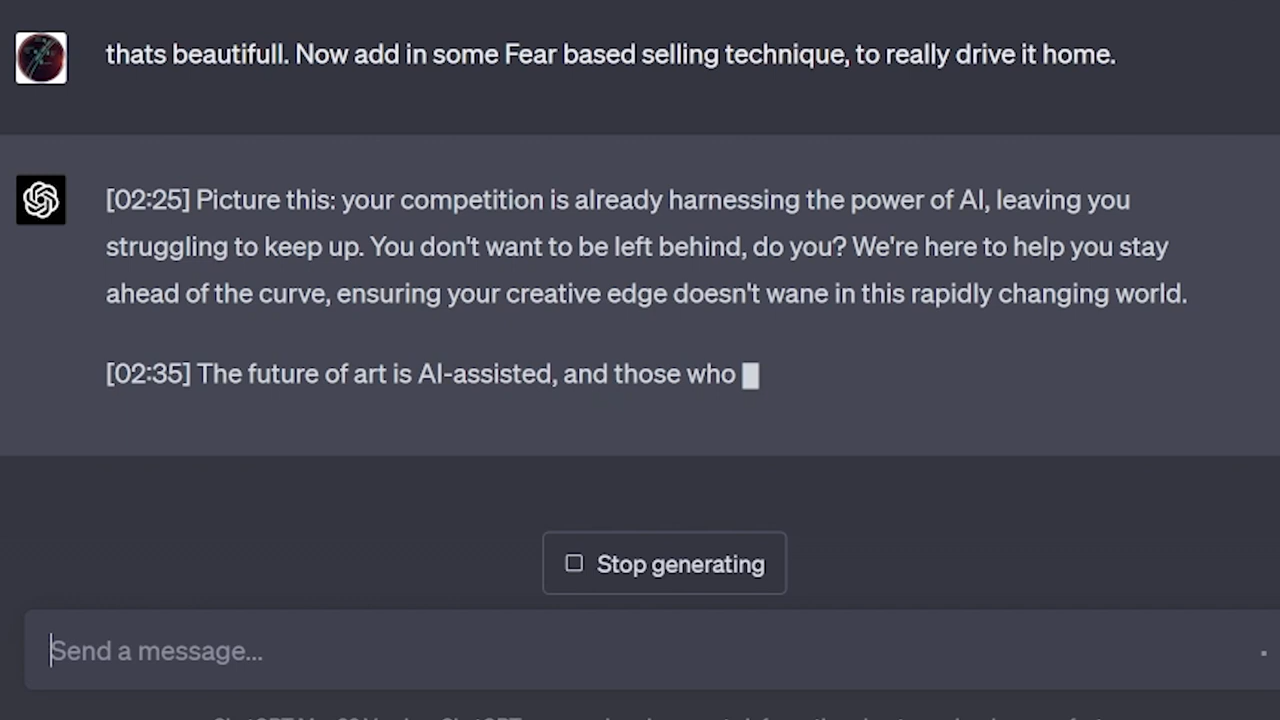 thats beautifull. Now add in some Fear based selling technique, to really drive it home.
[02:25] Picture this: your competition is already harnessing the power of AI, leaving you
struggling to keep up. You don't want to be left behind, do you? We're here to help you stay
ahead of the curve, ensuring your creative edge doesn't wane in this rapidly changing world.
[02:35] The future of art is AI-assisted, and those who
Stop generating
Send a message...